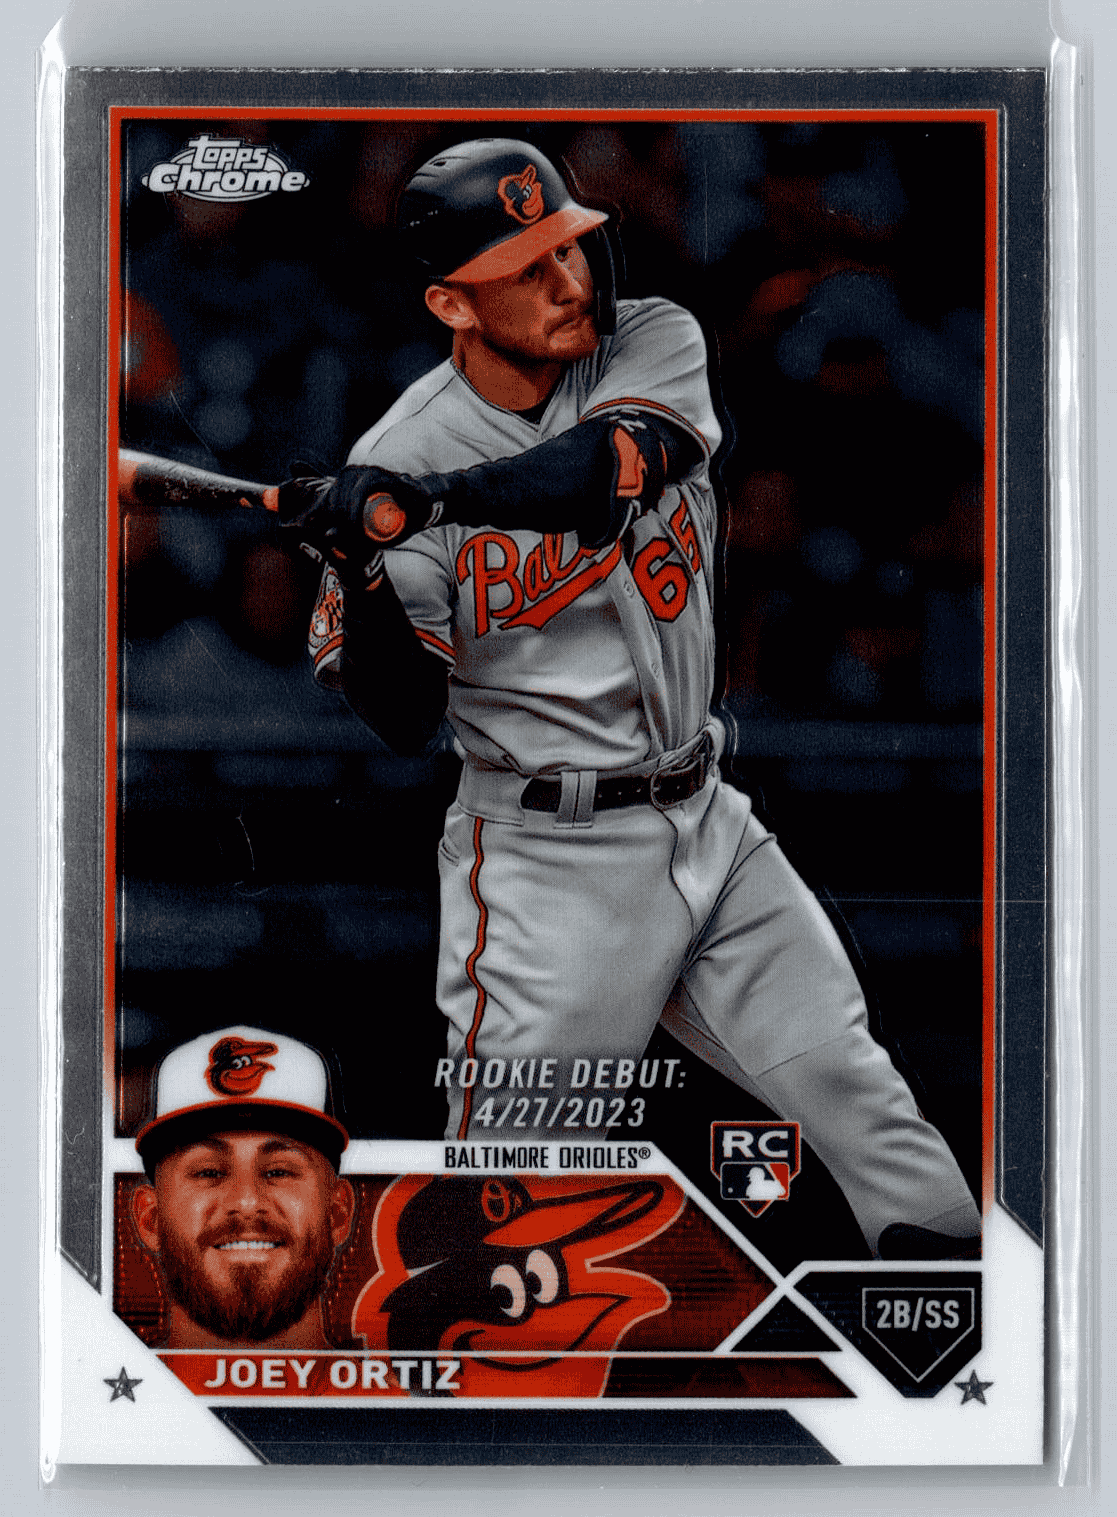 Topps
Chrome
Bal
65
ROOKIE DEBUT:
4/27/2023
BALTIMORE ORIOLES®
RC
O's
2B/SS
JOEY ORTIZ